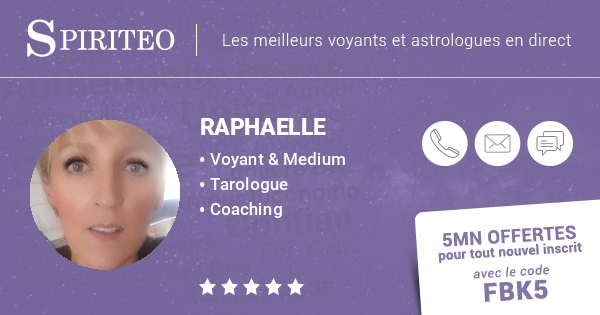 SPIRITEO
Les meilleurs voyants et astrologues en direct
RAPHAELLE
• Voyant & Medium
• Tarologue
• Coaching
5MN OFFERTES
pour tout nouvel inscrit
avec le code
FBK5